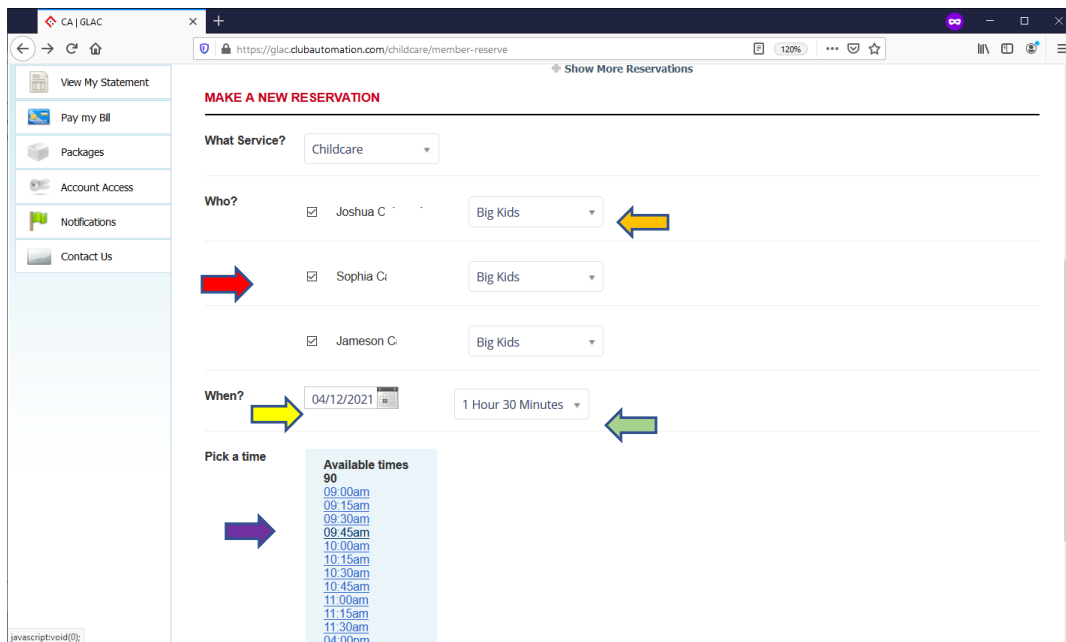 CA | GLAC
https://glac.clubautomation.com/childcare/member-reserve
120%
View My Statement
Pay my Bill
Packages
Account Access
Notifications
Contact Us
Show More Reservations
MAKE A NEW RESERVATION
What Service?
Childcare
Who?
Joshua C
Big Kids
Sophia Ca
Big Kids
Jameson C
Big Kids
When?
04/12/2021
1 Hour 30 Minutes
Pick a time
Available times
90
09:00am
09:15am
09:30am
09:45am
10:00am
10:15am
10:30am
10:45am
11:00am
11:15am
11:30am
04:00pm
javascript:void(0);